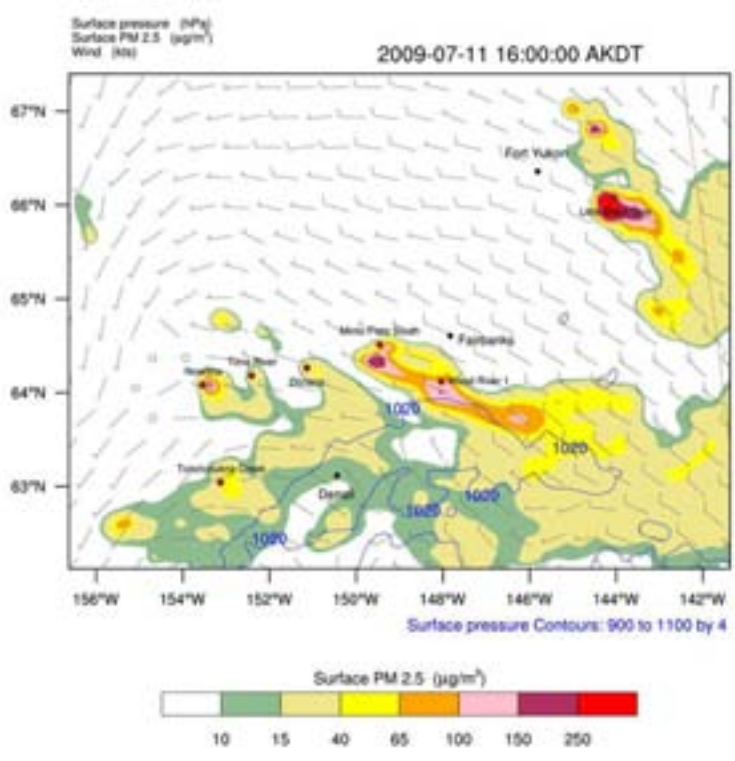 Surface pressure (hPa)
Surface PM 2.5 (µg/m³)
Wind (kts)
2009-07-11 16:00:00 AKDT
67°N
Fort Yukon
66°N
65°N
Fairbanks
Wood River 1
64°N
1020
1020
63°N
Denali
1020
1020
1020
156°W 154°W 152°W 150°W 148°W 146°W 144°W 142°W
Surface pressure Contours: 900 to 1100 by 4
Surface PM 2.5 (µg/m³)
10 15 40 65 100 150 250